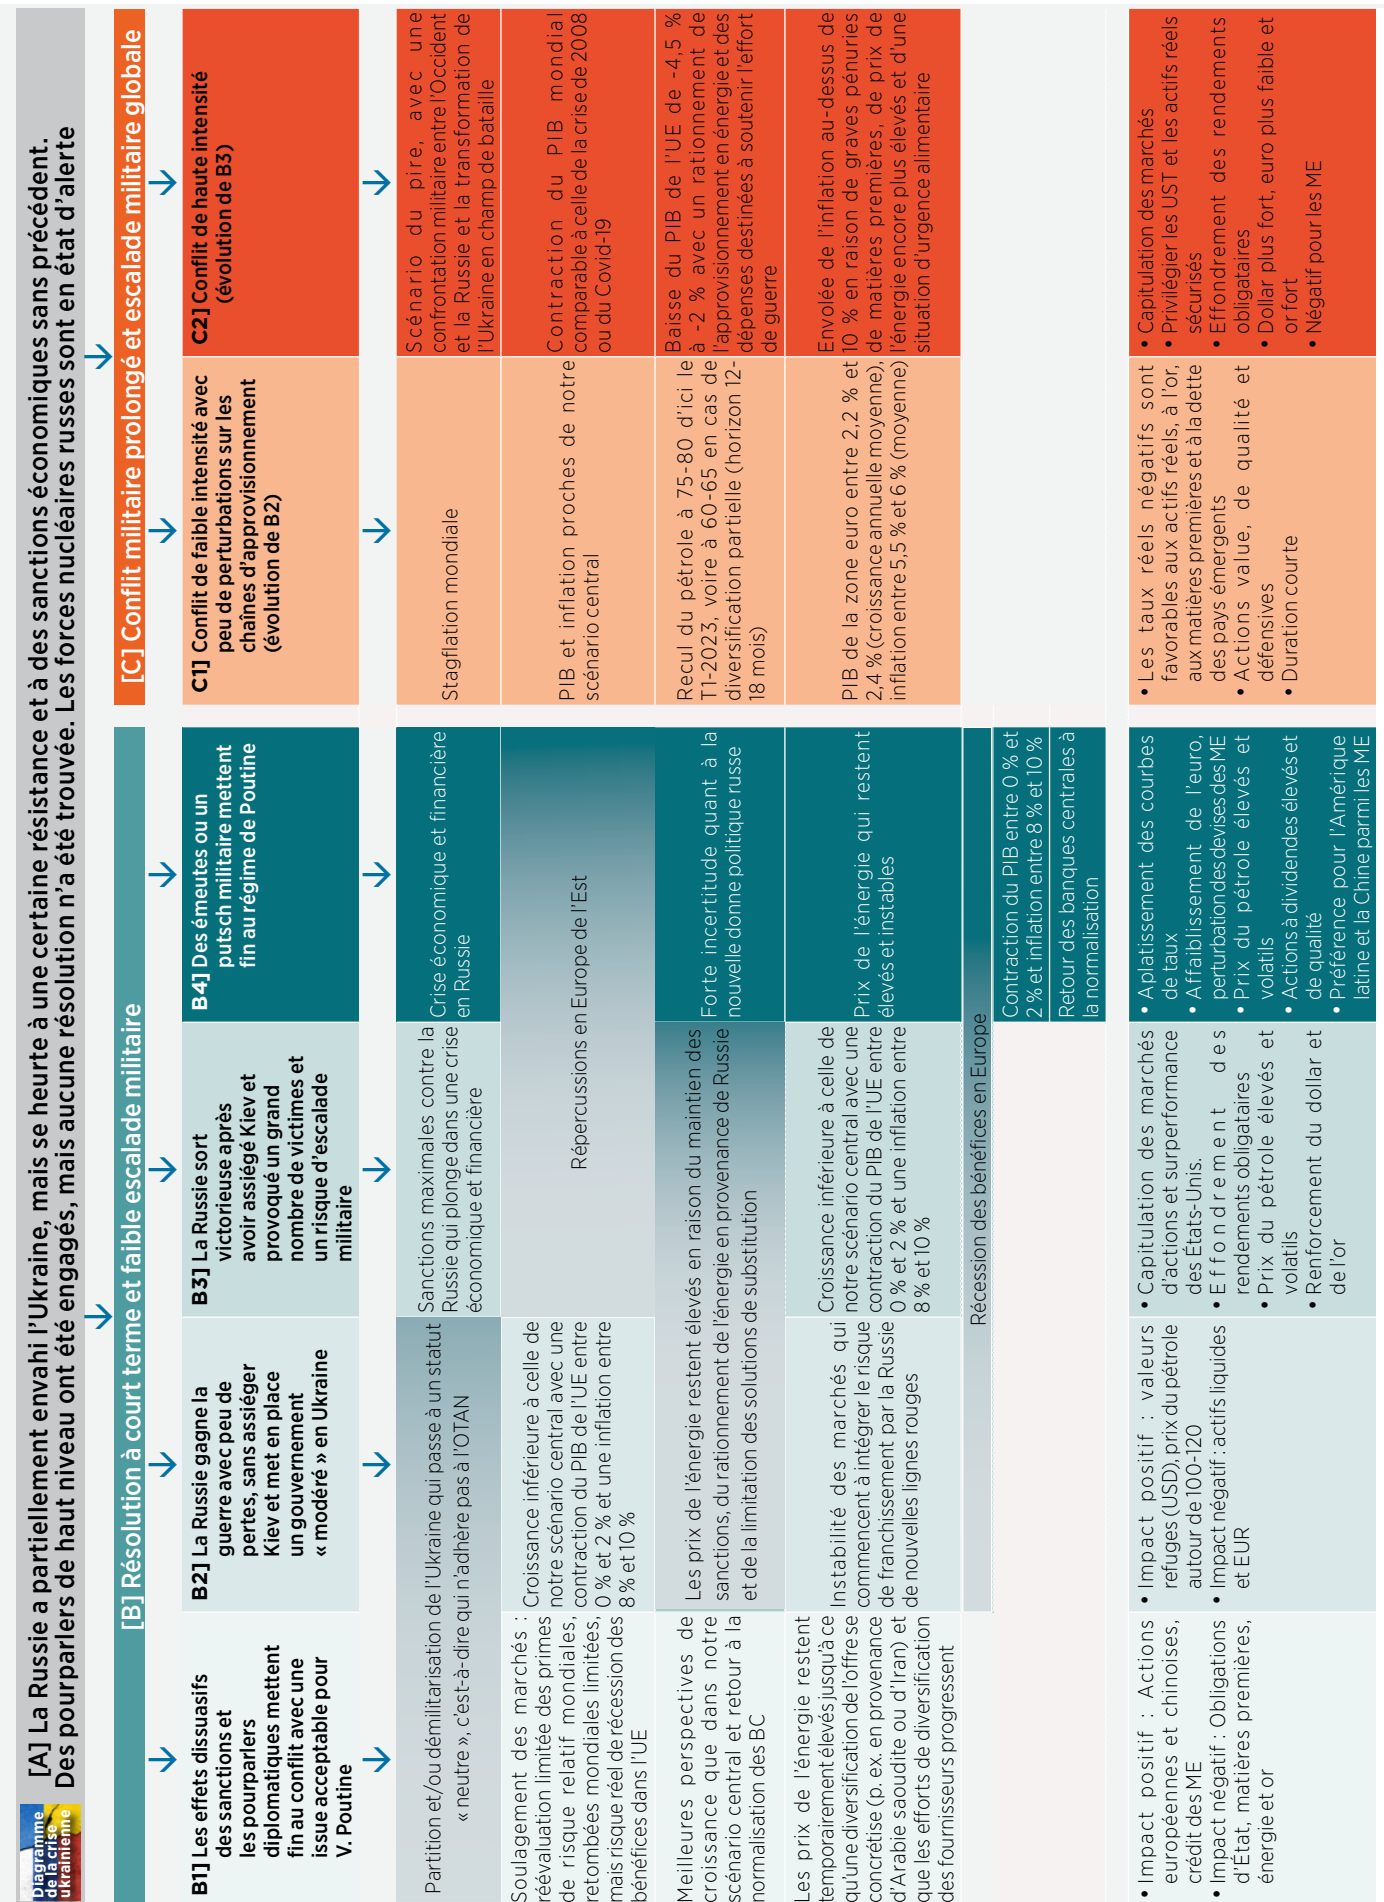 Diagramme
de la crise
ukrainienne
[A] La Russie a partiellement envahi l'Ukraine, mais se heurte à une certaine résistance et à des sanctions économiques sans précédent.
Des pourparlers de haut niveau ont été engagés, mais aucune résolution n'a été trouvée. Les forces nucléaires russes sont en état d'alerte
[B] Résolution à court terme et faible escalade militaire
[C] Conflit militaire prolongé et escalade militaire globale
B1] Les effets dissuasifs
des sanctions et
les pourparlers
diplomatiques mettent
fin au conflit avec une
issue acceptable pour
V. Poutine
B2] La Russie gagne la
guerre avec peu de
pertes, sans assiéger
Kiev et met en place
un gouvernement
« modéré » en Ukraine
B3] La Russie sort
victorieuse après
avoir assiégé Kiev et
provoqué un grand
nombre de victimes et
un risque d'escalade
militaire
B4] Des émeutes ou un
putsch militaire mettent
fin au régime de Poutine
C1] Conflit de faible intensité avec
peu de perturbations sur les
chaînes d'approvisionnement
(évolution de B2)
C2] Conflit de haute intensité
(évolution de B3)
Partition et/ou démilitarisation de l'Ukraine qui passe à un statut
« neutre », c'est-à-dire qui n'adhère pas à l'OTAN
Sanctions maximales contre la
Russie qui plonge dans une crise
économique et financière
Crise économique et financière
en Russie
Stagflation mondiale
Scénario du pire, avec une
confrontation militaire entre l'Occident
et la Russie et la transformation de
l'Ukraine en champ de bataille
Soulagement des marchés :
réévaluation limitée des primes
de risque relatif mondiales,
retombées mondiales limitées,
mais risque réel de récession des
bénéfices dans l'UE
Croissance inférieure à celle de
notre scénario central avec une
contraction du PIB de l'UE entre
0 % et 2 % et une inflation entre
8 % et 10 %
Répercussions en Europe de l'Est
PIB et inflation proches de notre
scénario central
Contraction du PIB mondial
comparable à celle de la crise de 2008
ou du Covid-19
Meilleures perspectives de
croissance que dans notre
scénario central et retour à la
normalisation des BC
Les prix de l'énergie restent élevés en raison du maintien des
sanctions, du rationnement de l'énergie en provenance de Russie
et de la limitation des solutions de substitution
Forte incertitude quant à la
nouvelle donne politique russe
Recul du pétrole à 75-80 d'ici le
T1-2023, voire à 60-65 en cas de
diversification partielle (horizon 12-
18 mois)
Baisse du PIB de l'UE de -4,5 %
à -2 % avec un rationnement de
l'approvisionnement en énergie et des
dépenses destinées à soutenir l'effort
de guerre
Les prix de l'énergie restent
temporairement élevés jusqu'à ce
qu'une diversification de l'offre se
concrétise (p. ex. en provenance
d'Arabie saoudite ou d'Iran) et
que les efforts de diversification
des fournisseurs progressent
Instabilité des marchés qui
commencent à intégrer le risque
de franchissement par la Russie
de nouvelles lignes rouges
Croissance inférieure à celle de
notre scénario central avec une
contraction du PIB de l'UE entre
0 % et 2 % et une inflation entre
8 % et 10 %
Prix de l'énergie qui restent
élevés et instables
PIB de la zone euro entre 2,2 % et
2,4 % (croissance annuelle moyenne),
inflation entre 5,5 % et 6 % (moyenne)
Envolée de l'inflation au-dessus de
10 % en raison de graves pénuries
de matières premières, de prix de
l'énergie encore plus élevés et d'une
situation d'urgence alimentaire
Récession des bénéfices en Europe
Contraction du PIB entre 0 % et
2 % et inflation entre 8 % et 10 %
Retour des banques centrales à
la normalisation
• Impact positif : Actions
européennes et chinoises,
crédit des ME
• Impact négatif : Obligations
d'État, matières premières,
énergie et or
• Impact positif : valeurs
refuges (USD), prix du pétrole
autour de 100-120
• Impact négatif : actifs liquides
et EUR
• Capitulation des marchés
d'actions et surperformance
des États-Unis.
• Effondrement des
rendements obligataires
• Prix du pétrole élevés et
volatils
• Renforcement du dollar et
de l'or
• Aplatissement des courbes
de taux
• Affaiblissement de l'euro,
perturbation des devises des ME
• Prix du pétrole élevés et
volatils
• Actions à dividendes élevés et
de qualité
• Préférence pour l'Amérique
latine et la Chine parmi les ME
• Les taux réels négatifs sont
favorables aux actifs réels, à l'or,
aux matières premières et à la dette
des pays émergents
• Actions value, de qualité et
défensives
• Duration courte
• Capitulation des marchés
• Privilégier les UST et les actifs réels
sécurisés
• Effondrement des rendements
obligataires
• Dollar plus fort, euro plus faible et
or fort
• Négatif pour les ME